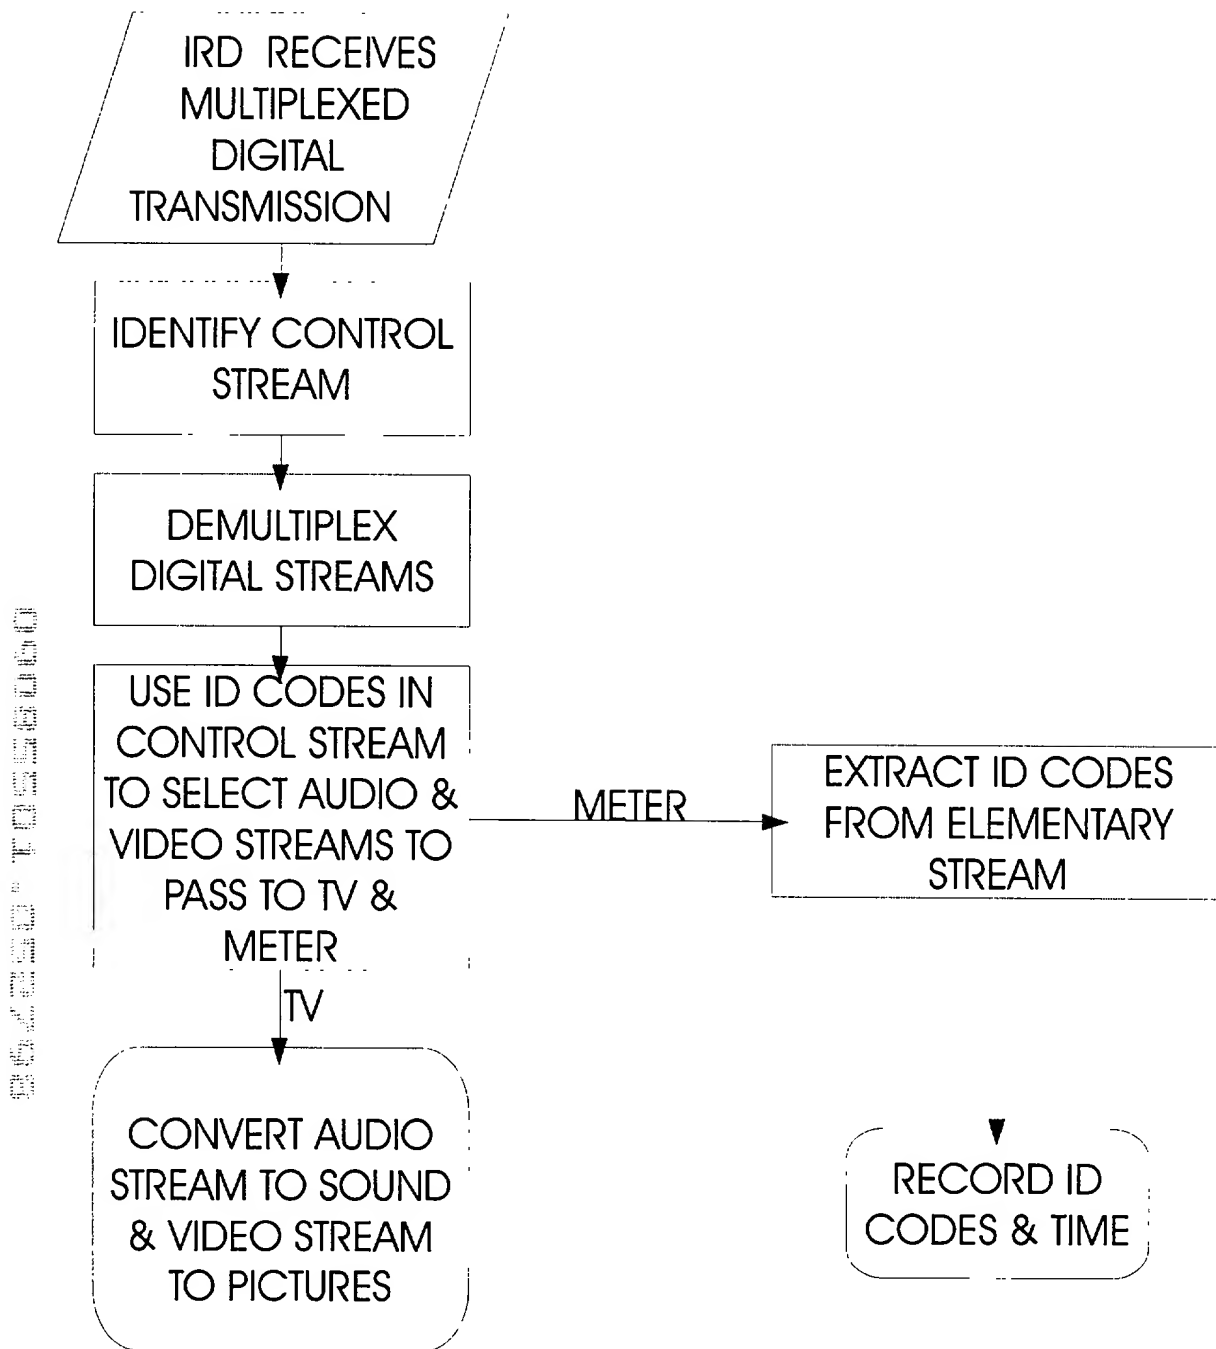 IRD RECEIVES
MULTIPLEXED
DIGITAL
TRANSMISSION
IDENTIFY CONTROL
STREAM
DEMULTIPLEX
DIGITAL STREAMS
USE ID CODES IN
CONTROL STREAM
TO SELECT AUDIO &
VIDEO STREAMS TO
PASS TO TV &
METER
METER
EXTRACT ID CODES
FROM ELEMENTARY
STREAM
TV
CONVERT AUDIO
STREAM TO SOUND
& VIDEO STREAM
TO PICTURES
RECORD ID
CODES & TIME